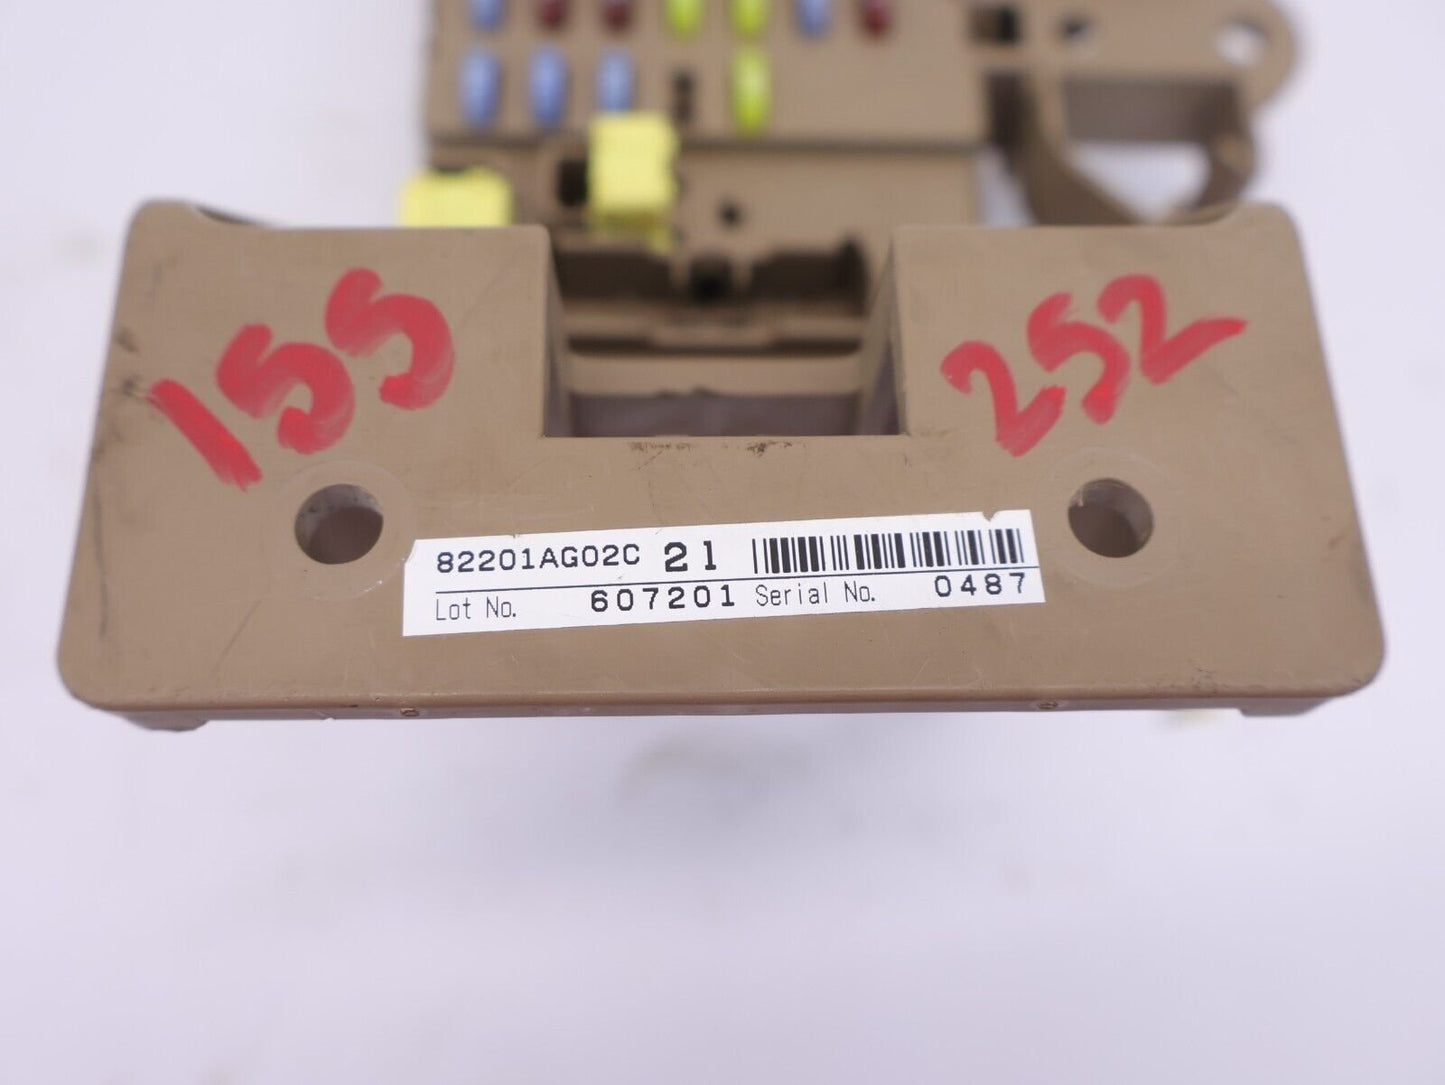 155
252
82201AG02C 21
Lot No. 607201 Serial No. 0487